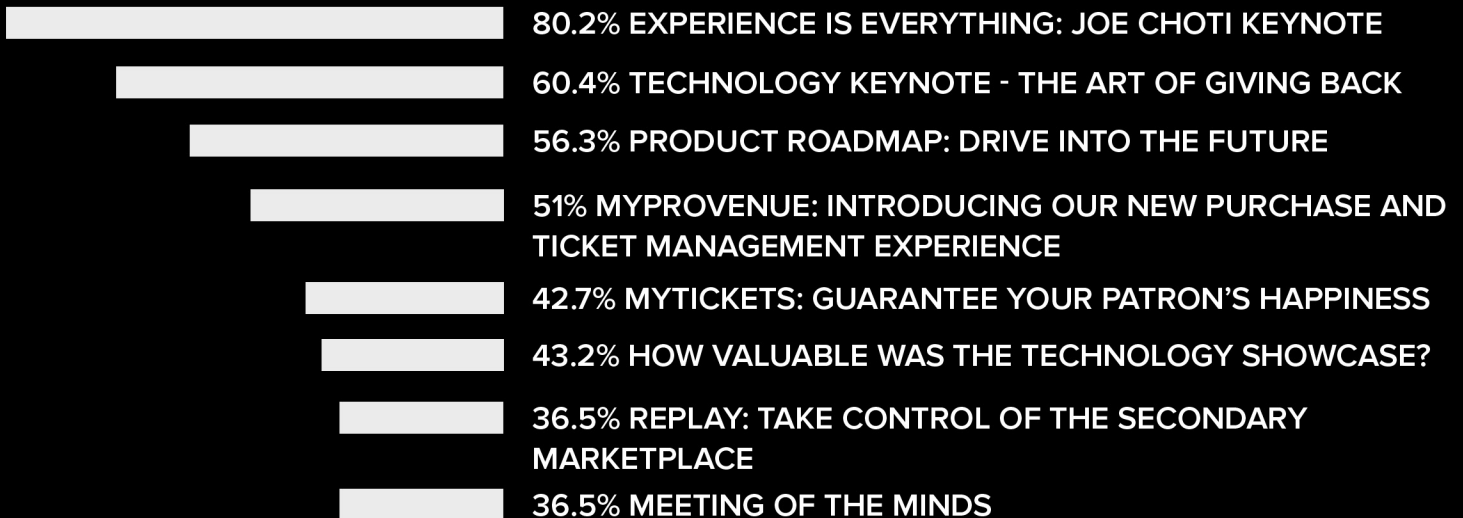 80.2% EXPERIENCE IS EVERYTHING: JOE CHOTI KEYNOTE
60.4% TECHNOLOGY KEYNOTE - THE ART OF GIVING BACK
56.3% PRODUCT ROADMAP: DRIVE INTO THE FUTURE
51% MYPROVENUE: INTRODUCING OUR NEW PURCHASE AND
TICKET MANAGEMENT EXPERIENCE
42.7% MYTICKETS: GUARANTEE YOUR PATRON’S HAPPINESS
43.2% HOW VALUABLE WAS THE TECHNOLOGY SHOWCASE?
36.5% REPLAY: TAKE CONTROL OF THE SECONDARY
MARKETPLACE
36.5% MEETING OF THE MINDS